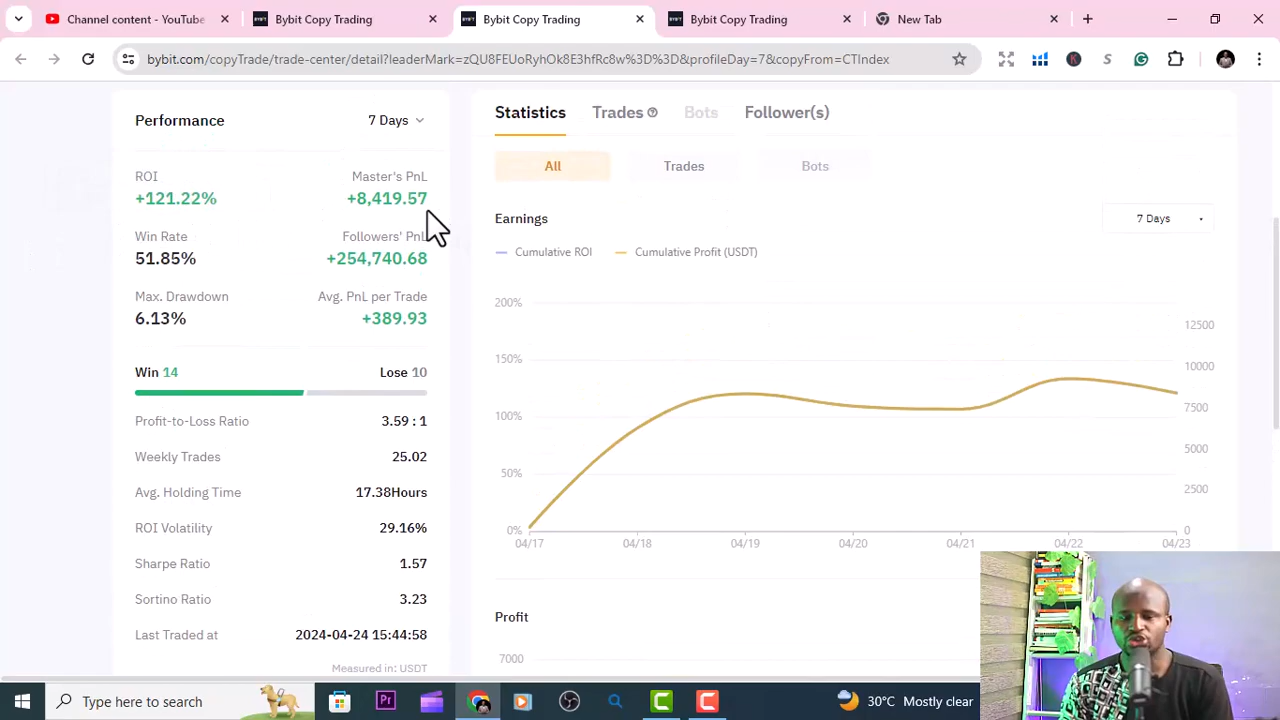 Channel content - YouTube
Bybit Copy Trading
Bybit Copy Trading
Bybit Copy Trading
New Tab
bybit.com/copyTrade/trade-center/detail?leaderMark=zQU8FEUoRyhOk8E3hfRc8w%3D%3D&profileDay=7&copyFrom=CTIndex
Performance
7 Days
ROI
Master's PnL
+121.22%
+8,419.57
Win Rate
Followers' PnL
51.85%
+254,740.68
Max. Drawdown
Avg. PnL per Trade
6.13%
+389.93
Win 14
Lose 10
Profit-to-Loss Ratio
3.59 : 1
Weekly Trades
25.02
Avg. Holding Time
17.38Hours
ROI Volatility
29.16%
Sharpe Ratio
1.57
Sortino Ratio
3.23
Last Traded at
2024-04-24 15:44:58
Measured in: USDT
Statistics
Trades
Bots
Follower(s)
All
Trades
Bots
Earnings
7 Days
Cumulative ROI
Cumulative Profit (USDT)
200%
150%
100%
50%
0%
12500
10000
7500
5000
2500
0
04/17
04/18
04/19
04/20
04/21
04/22
04/23
Profit
7000
Type here to search
Pr
30°C Mostly clear